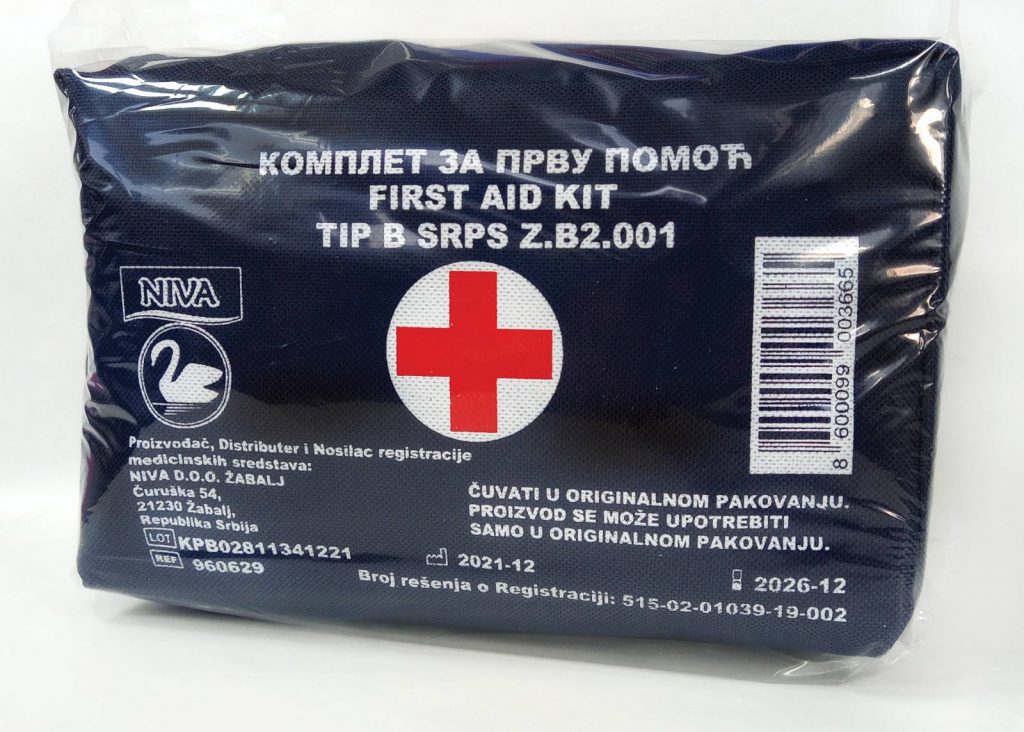 КОМПЛЕТ ЗА ПРВУ ПОМОЋ
FIRST AID KIT
TIP B SRPS Z.B2.001
NIVA
Proizvođač, Distributer i Nosilac registracije
medicinskih sredstava:
NIVA D.O.O. ŽABALJ
Čuruška 54,
21230 Žabalj,
Republika Srbija
LOT KPB02811341221
REF 960629
ČUVATI U ORIGINALNOM PAKOVANJU.
PROIZVOD SE MOŽE UPOTREBITI
SAMO U ORIGINALNOM PAKOVANJU.
2021-12
2026-12
Broj rešenja o Registraciji: 515-02-01039-19-002
8 600099 003665